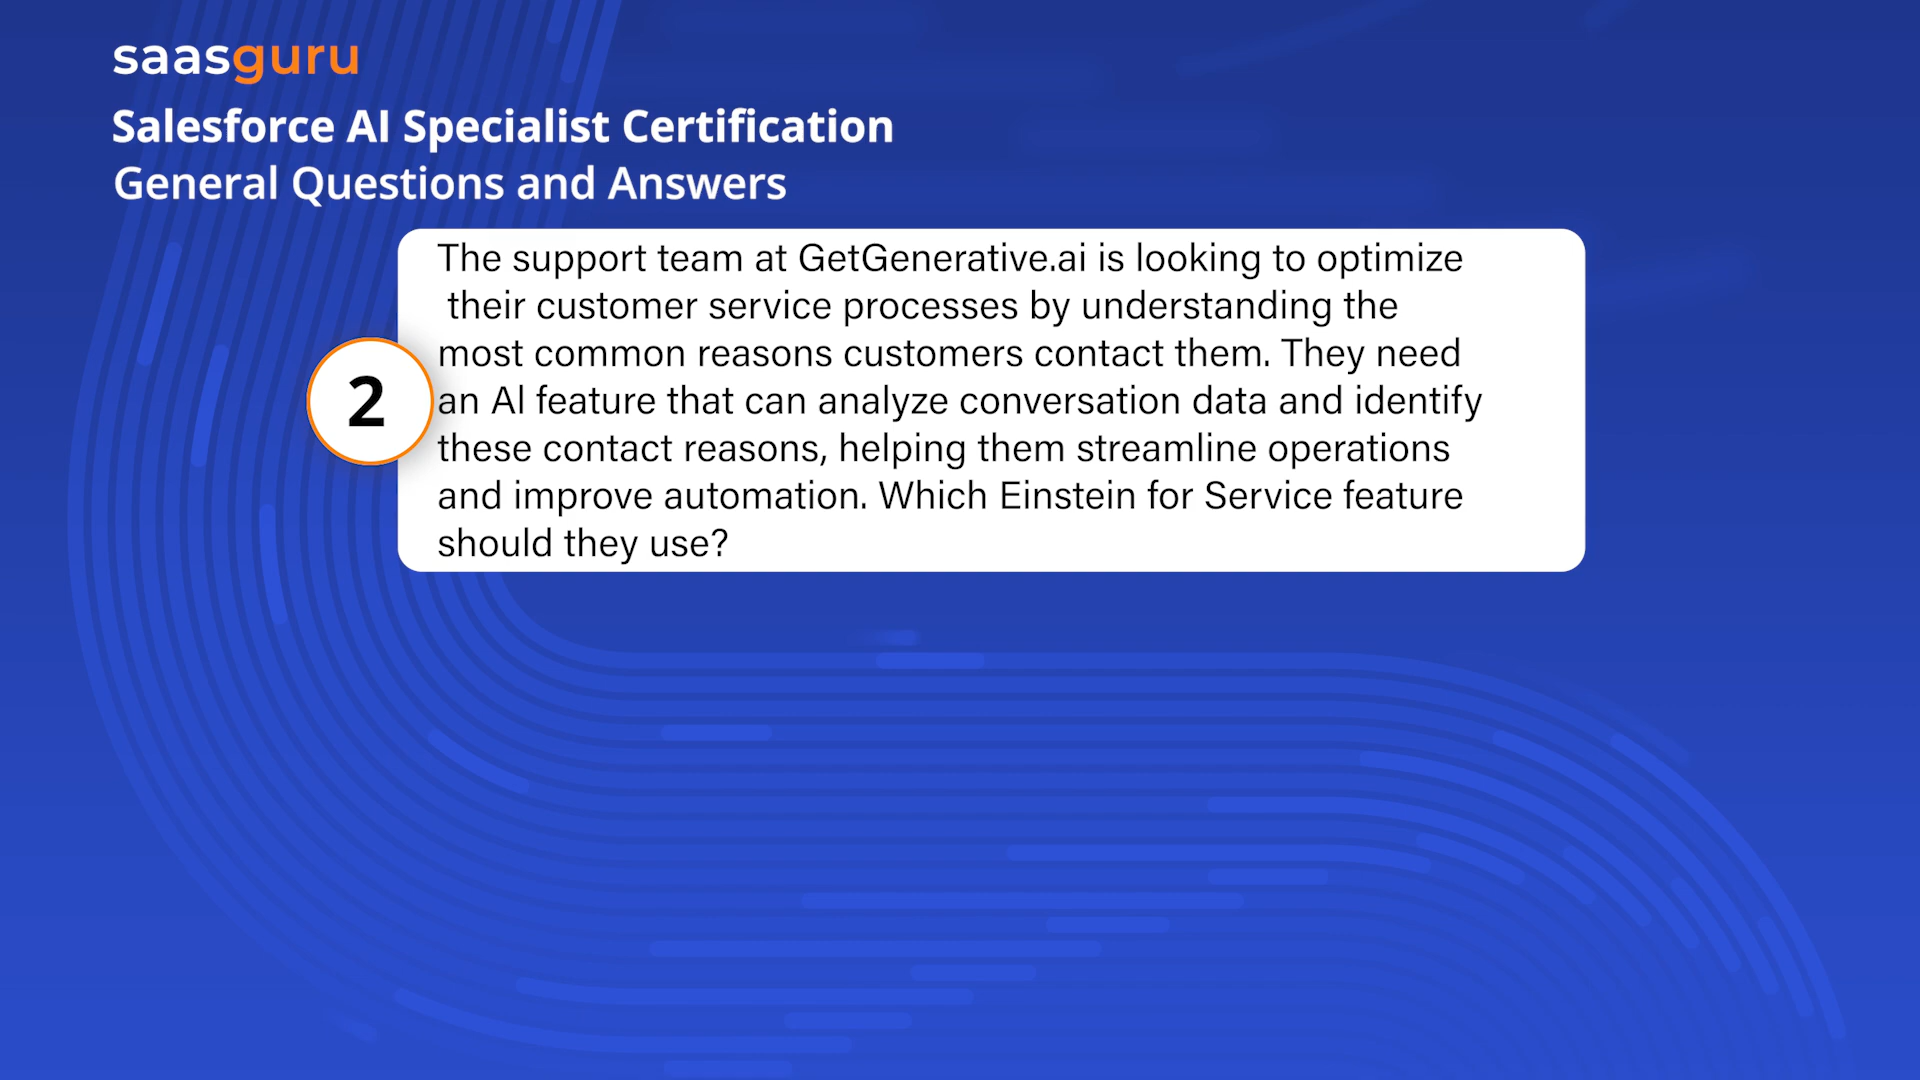 saasguru
Salesforce AI Specialist Certification
General Questions and Answers
The support team at GetGenerative.ai is looking to optimize
their customer service processes by understanding the
most common reasons customers contact them. They need
an AI feature that can analyze conversation data and identify
these contact reasons, helping them streamline operations
and improve automation. Which Einstein for Service feature
should they use?
2